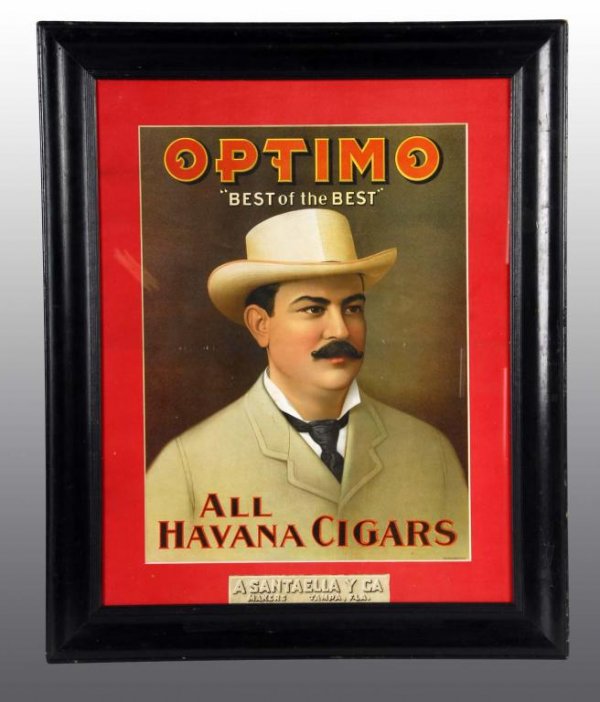 OPTIMO
"BEST of the BEST"
ALL
HAVANA CIGARS
A SANTAELLA Y CA
MAKERS TAMPA, FLA.